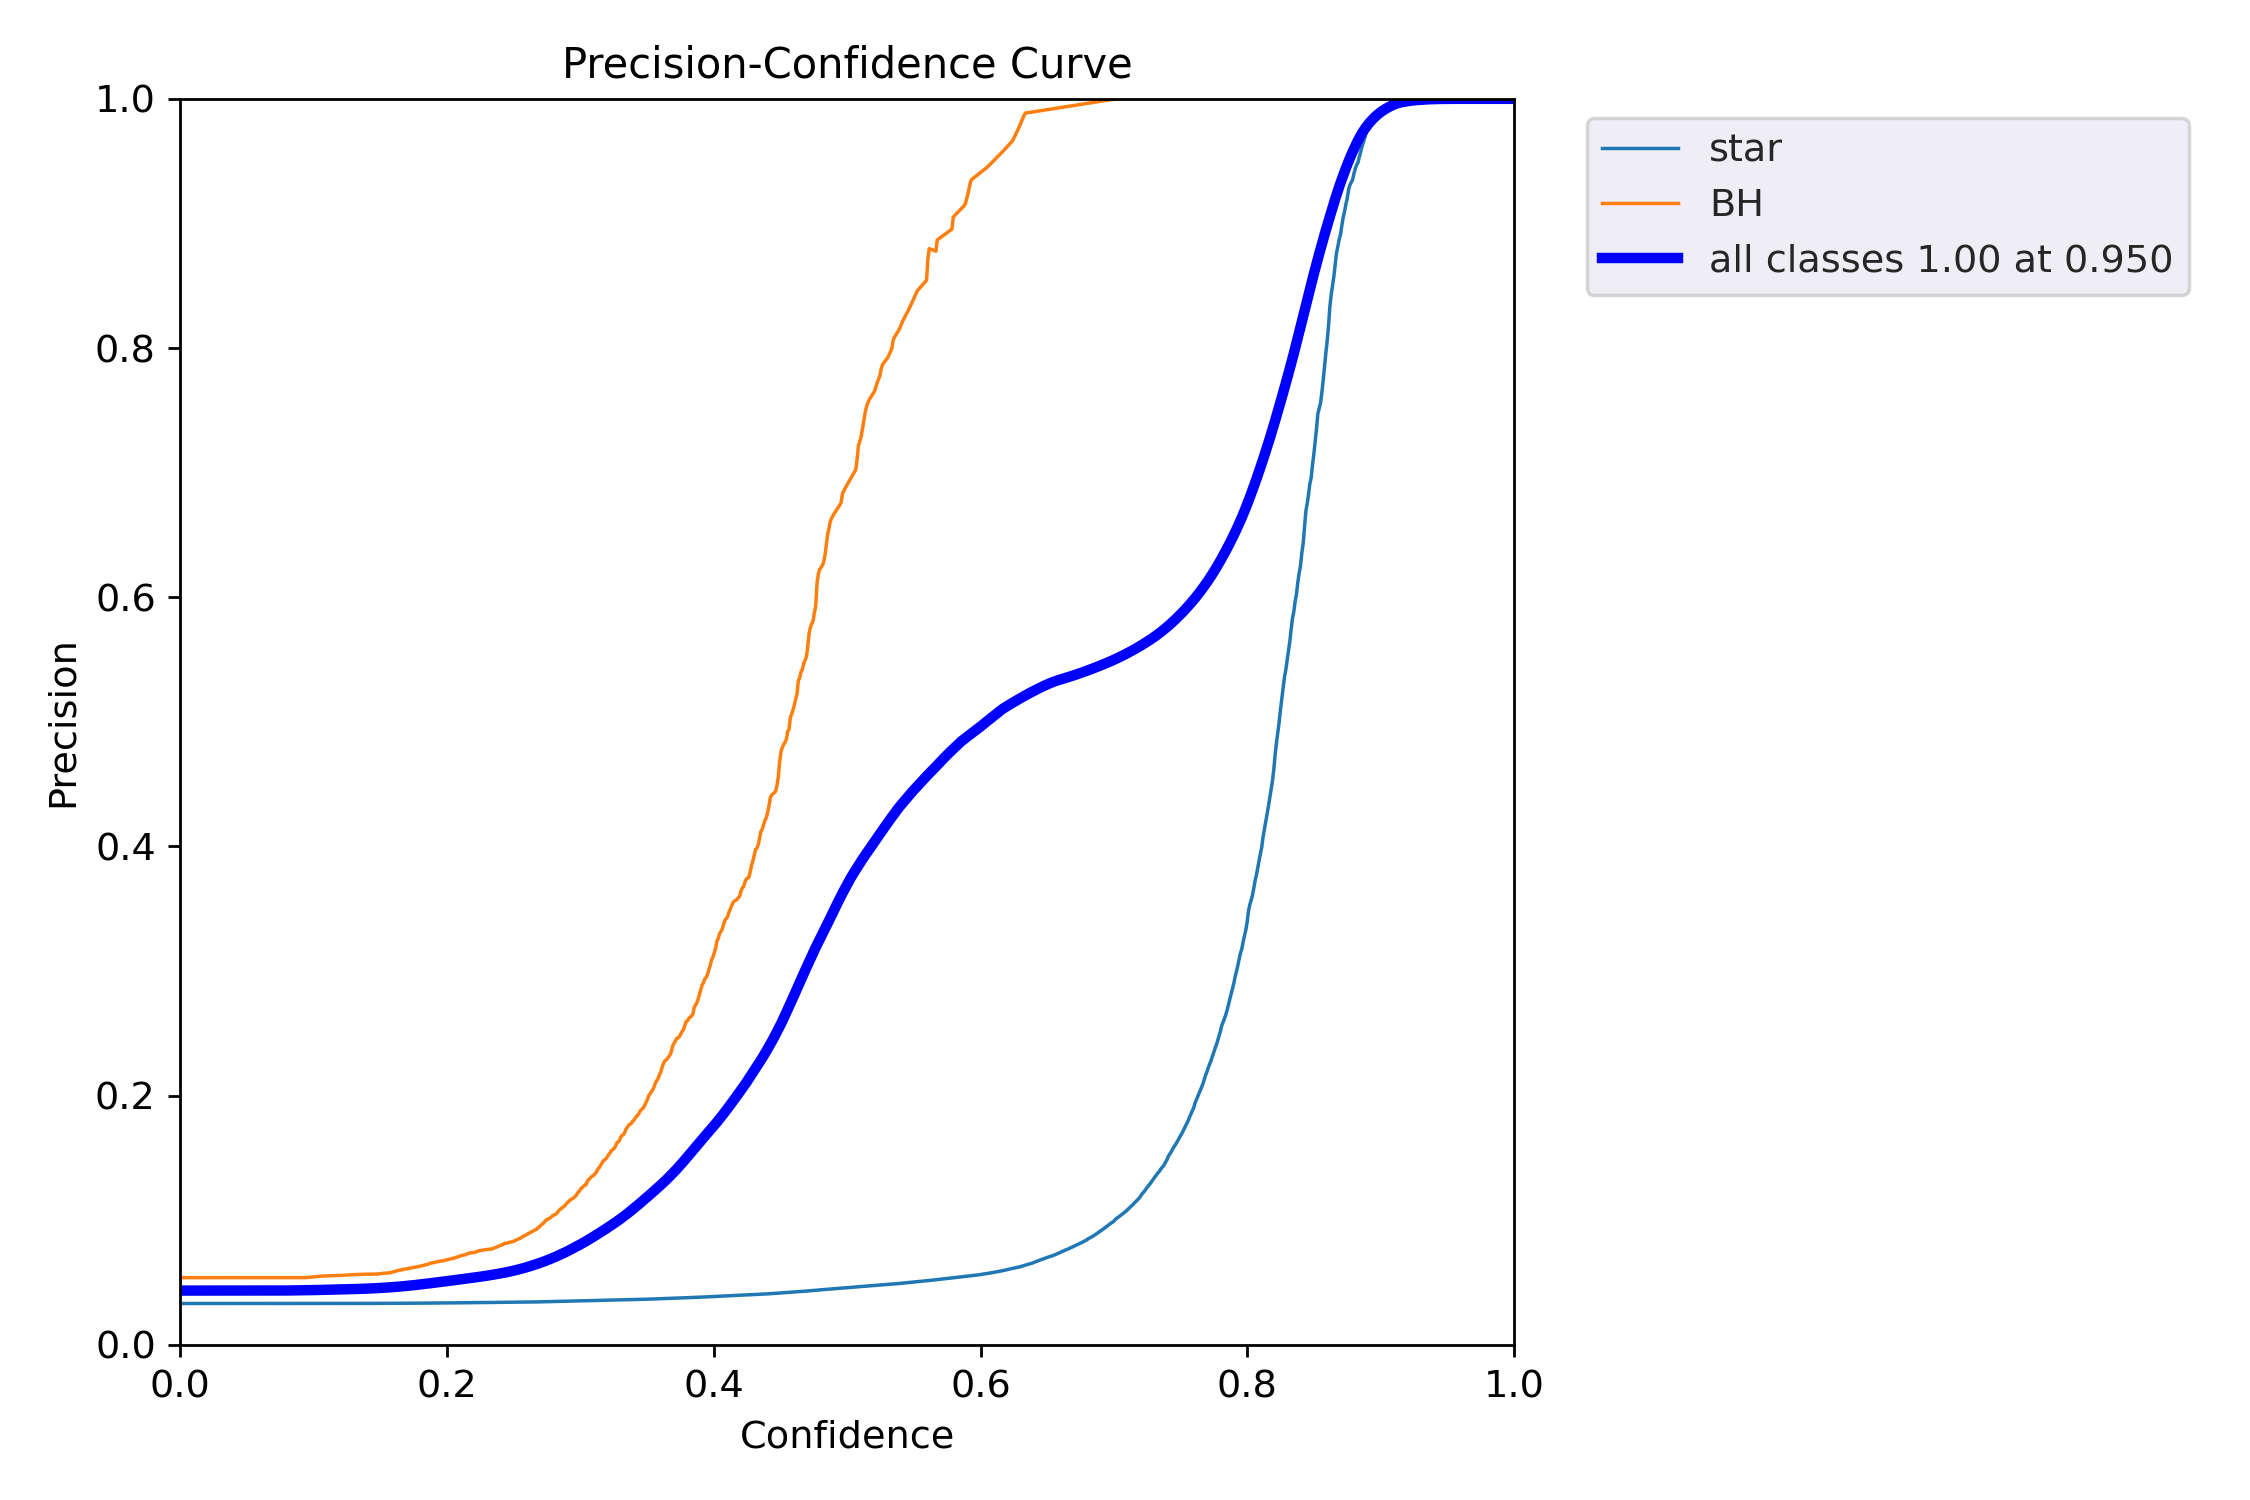 Precision-Confidence Curve
1.0
0.8
0.6
0.4
0.2
0.0
Precision
0.0 0.2 0.4 0.6 0.8 1.0
Confidence
star
BH
all classes 1.00 at 0.950